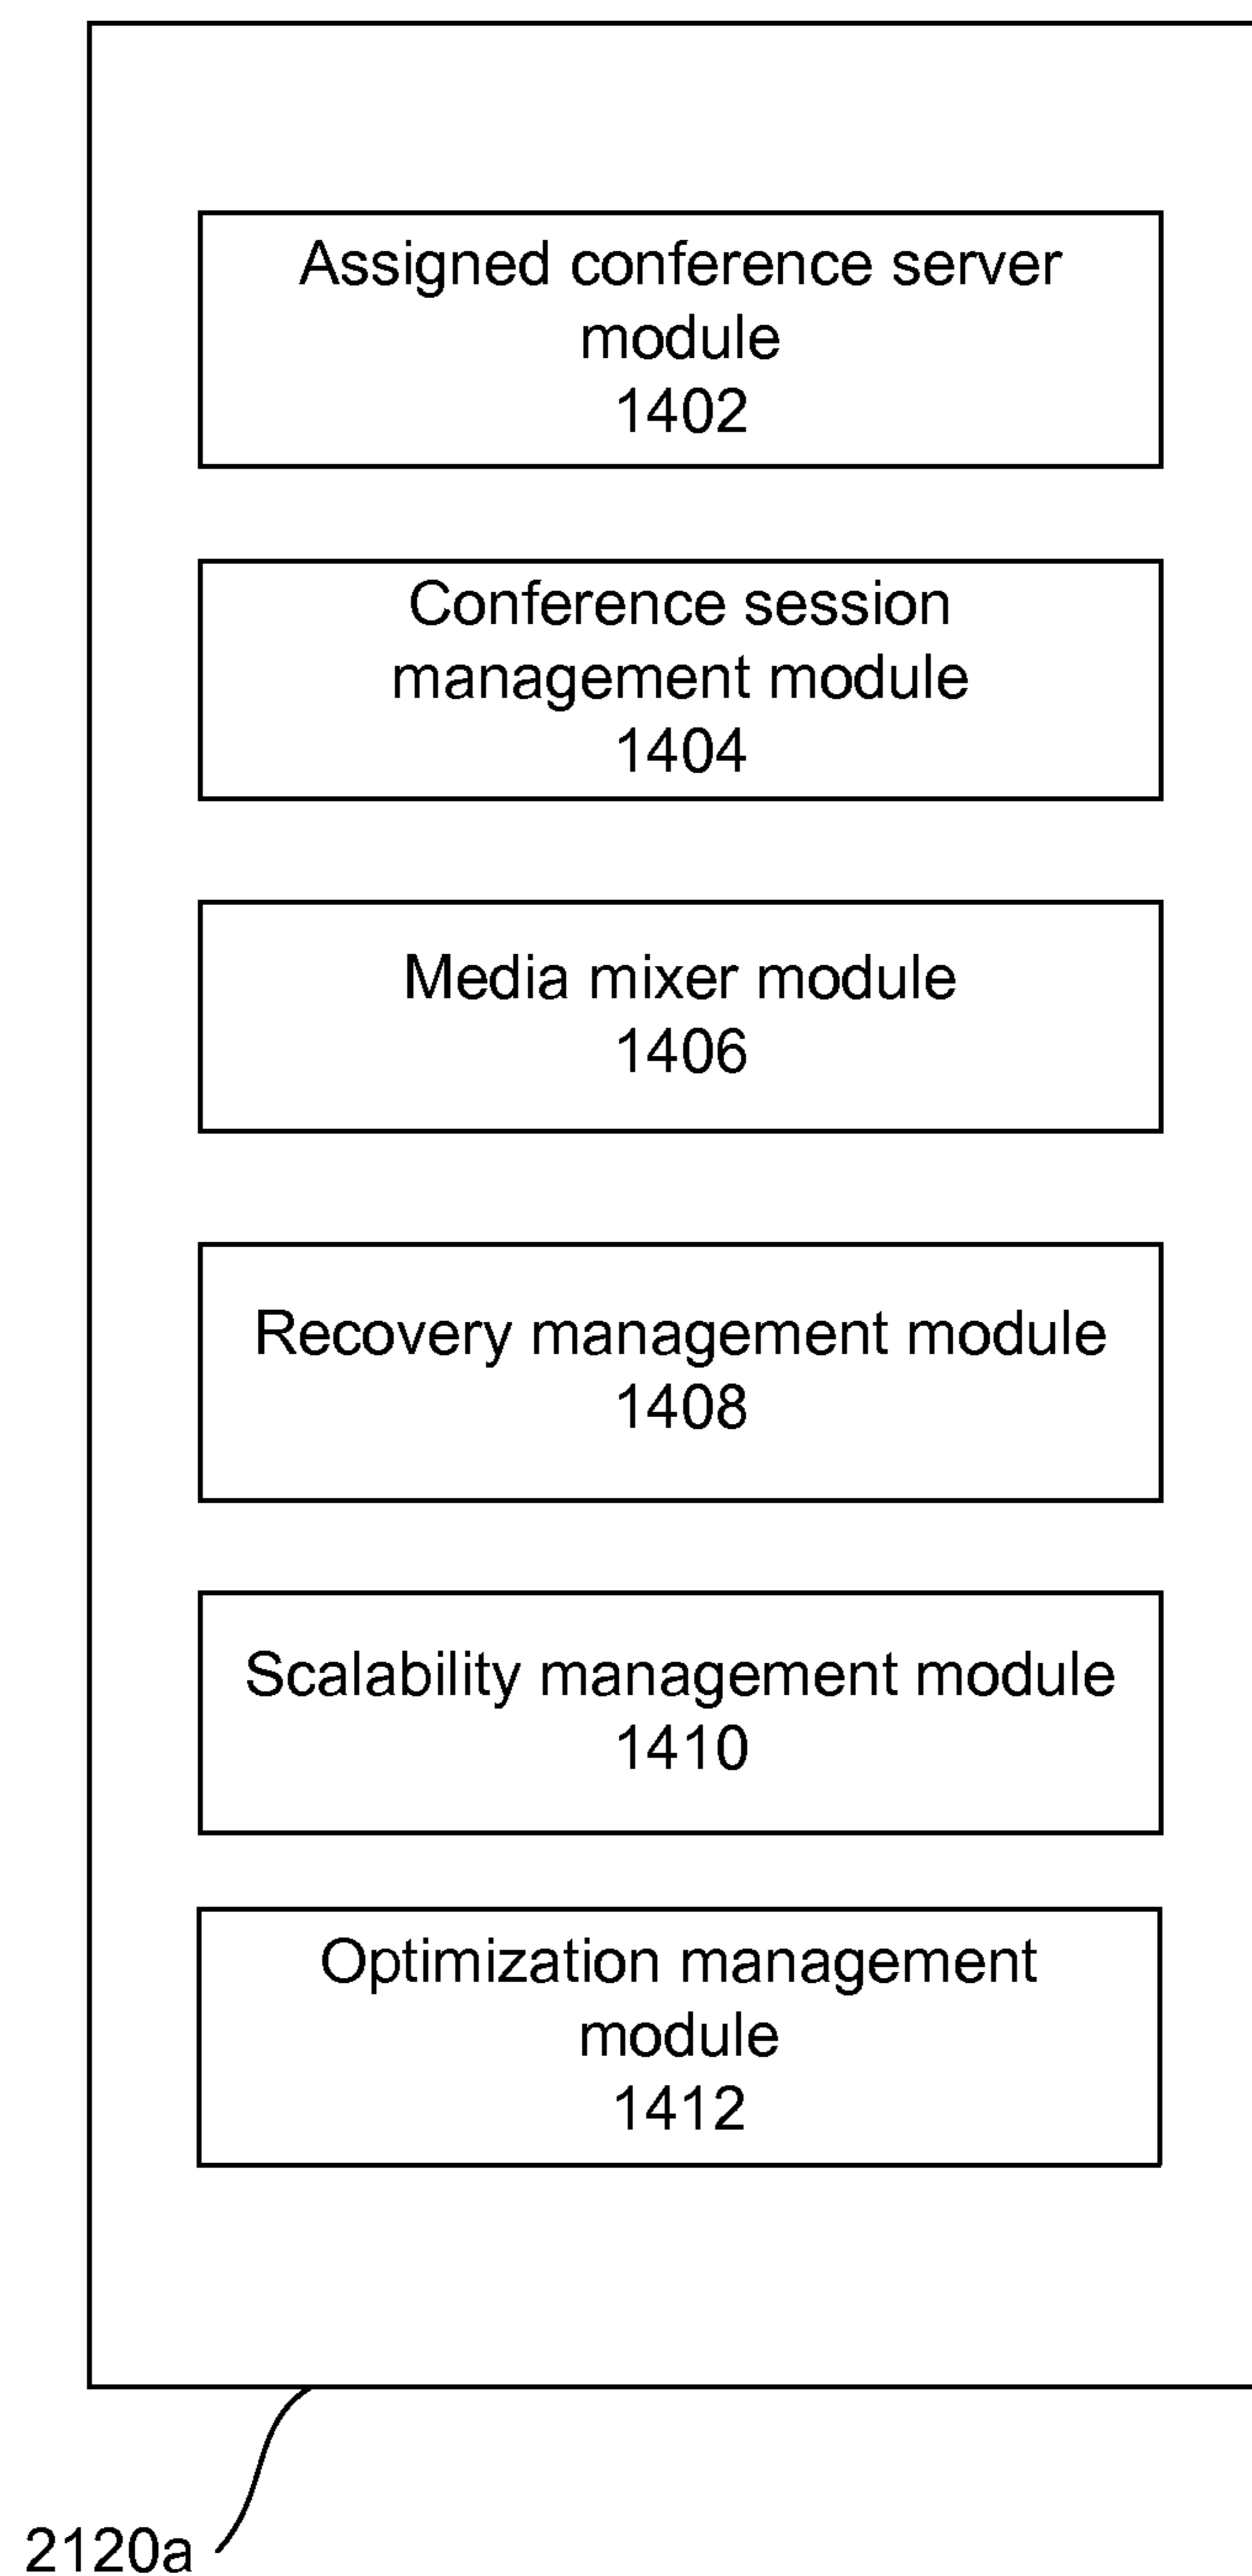 Assigned conference server
module
1402
Conference session
management module
1404
Media mixer module
1406
Recovery management module
1408
Scalability management module
1410
Optimization management
module
1412
2120a